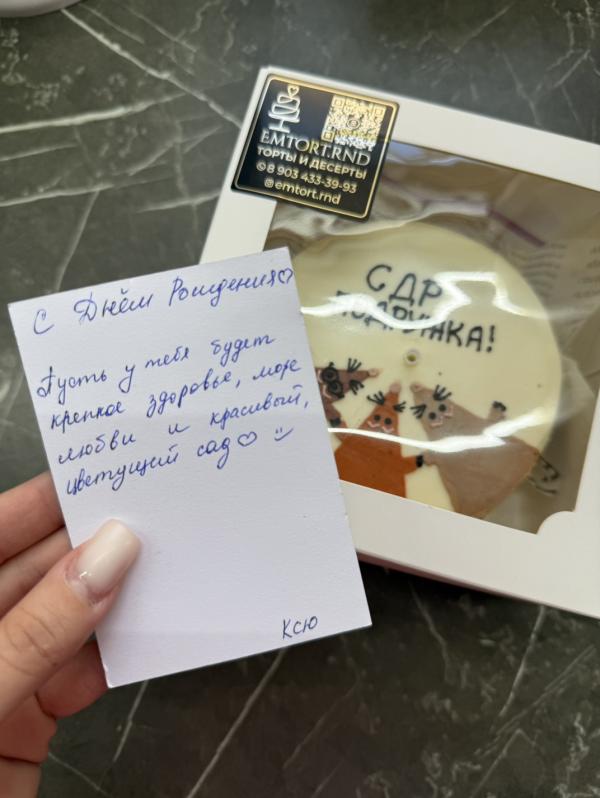 EMTORT.RND
ТОРТЫ И ДЕСЕРТЫ
8 903 433-39-93
@emtort.rnd
С ДР
ПОДРУЖКА!
С Днём Рождения♡
Пусть у тебя будет
крепкое здоровье, море
любви и красивый,
цветущий сад♡ :)
Ксю